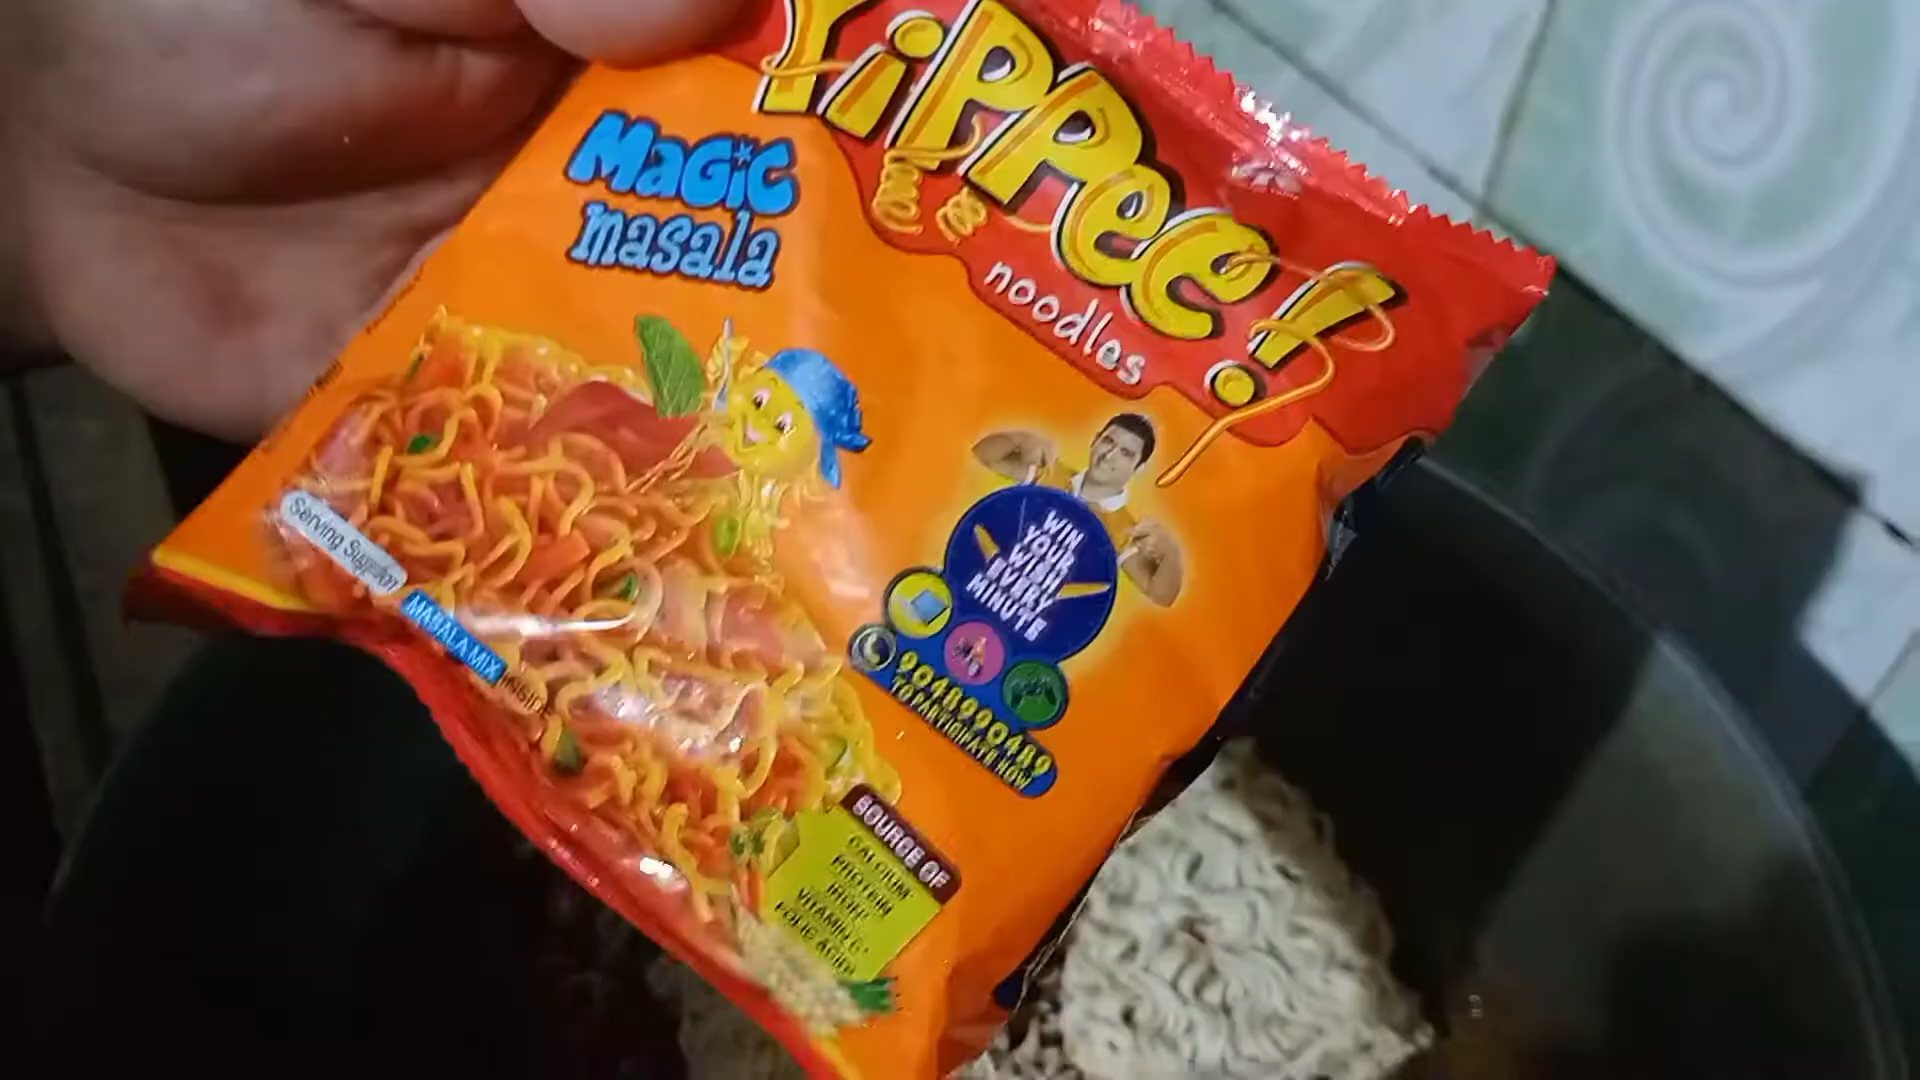 YiPPee!
noodles
Magic
masala
WIN
YOUR
WISH
EVERY
MINUTE
9048990489
TO PARTICIPATE NOW
Serving Suggestion
MASALA MIX
INSIDE
SOURCE OF
CALCIUM
PROTEIN
IRON
VITAMIN C
FOLIC ACID